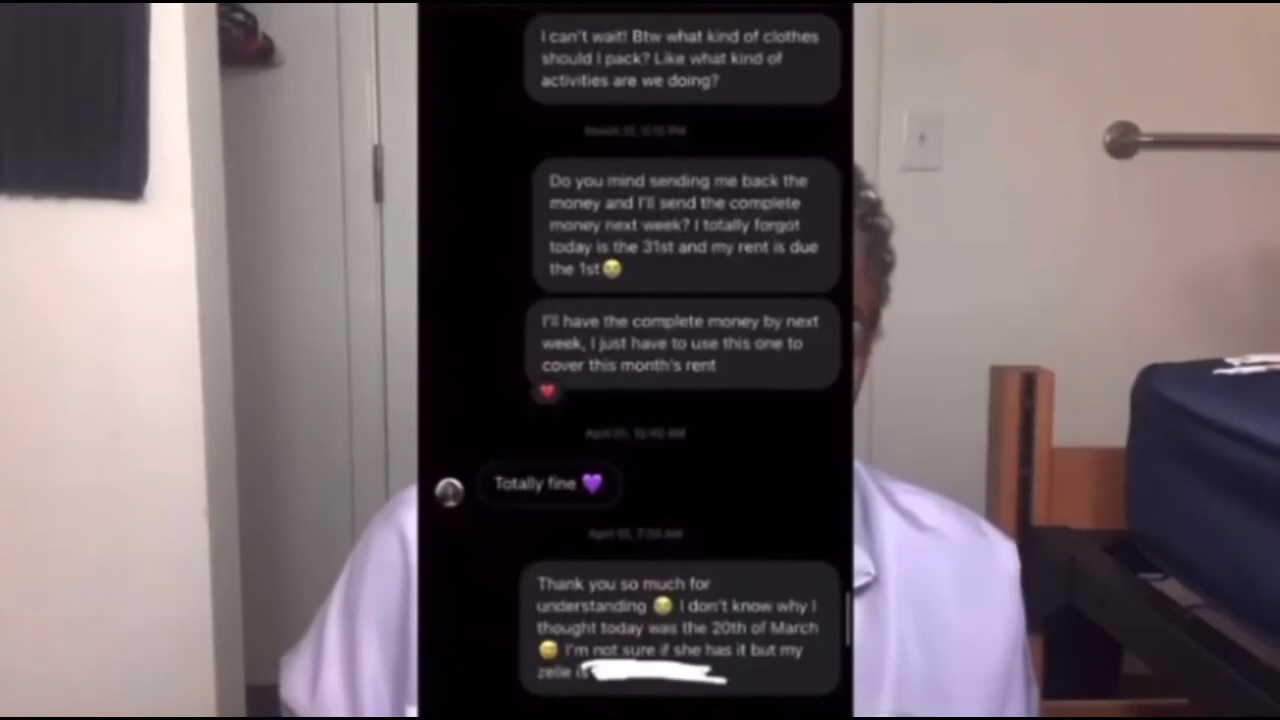 I can't wait! Btw what kind of clothes
should I pack? Like what kind of
activities are we doing?
Do you mind sending me back the
money and I'll send the complete
money next week? I totally forgot
today is the 31st and my rent is due
the 1st😂
I'll have the complete money by next
week, I just have to use this one to
cover this month's rent
Totally fine 💜
Thank you so much for
understanding 😂 I don't know why I
thought today was the 20th of March
😅 I'm not sure if she has it but my
zelle is